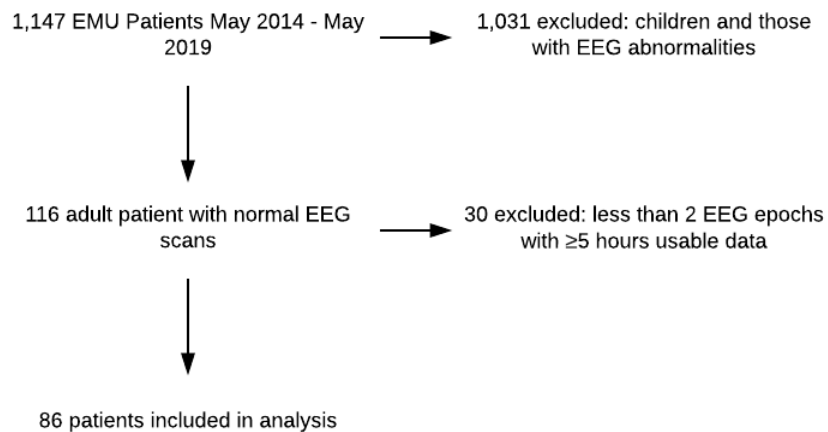 1,147 EMU Patients May 2014 - May
2019
1,031 excluded: children and those
with EEG abnormalities
116 adult patient with normal EEG
scans
30 excluded: less than 2 EEG epochs
with ≥5 hours usable data
86 patients included in analysis